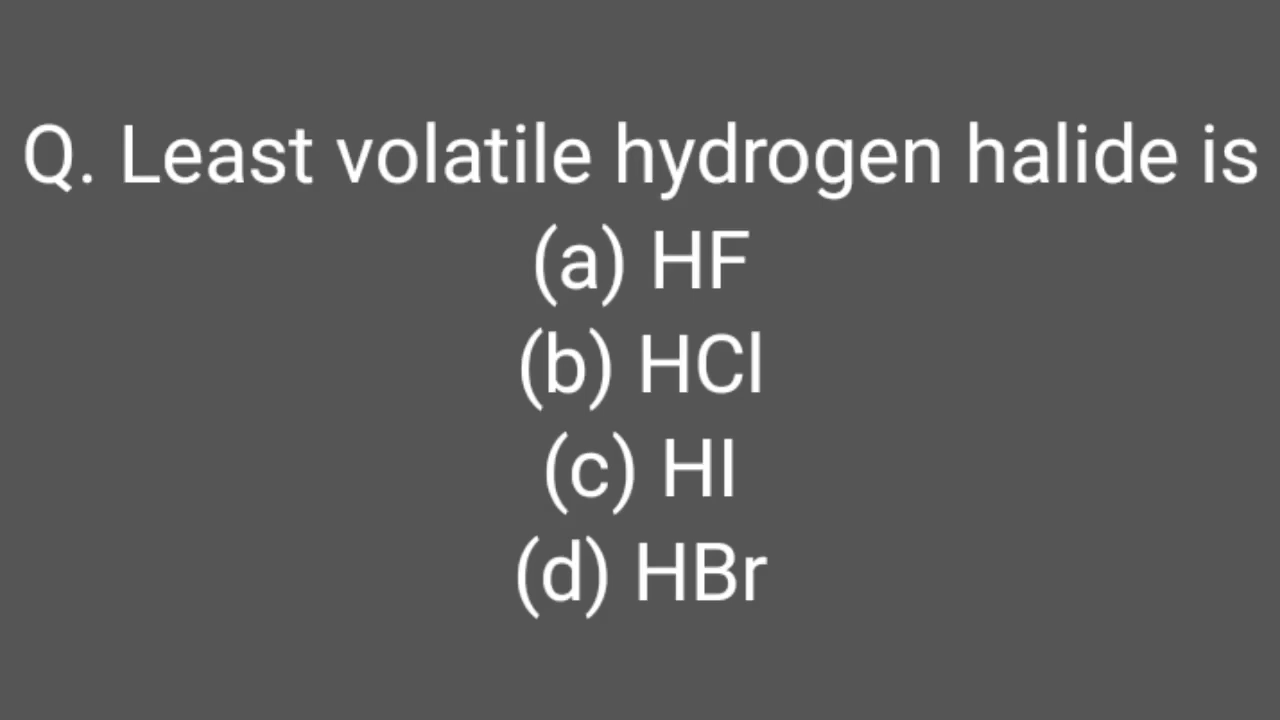 Q. Least volatile hydrogen halide is
(a) HF
(b) HCl
(c) HI
(d) HBr